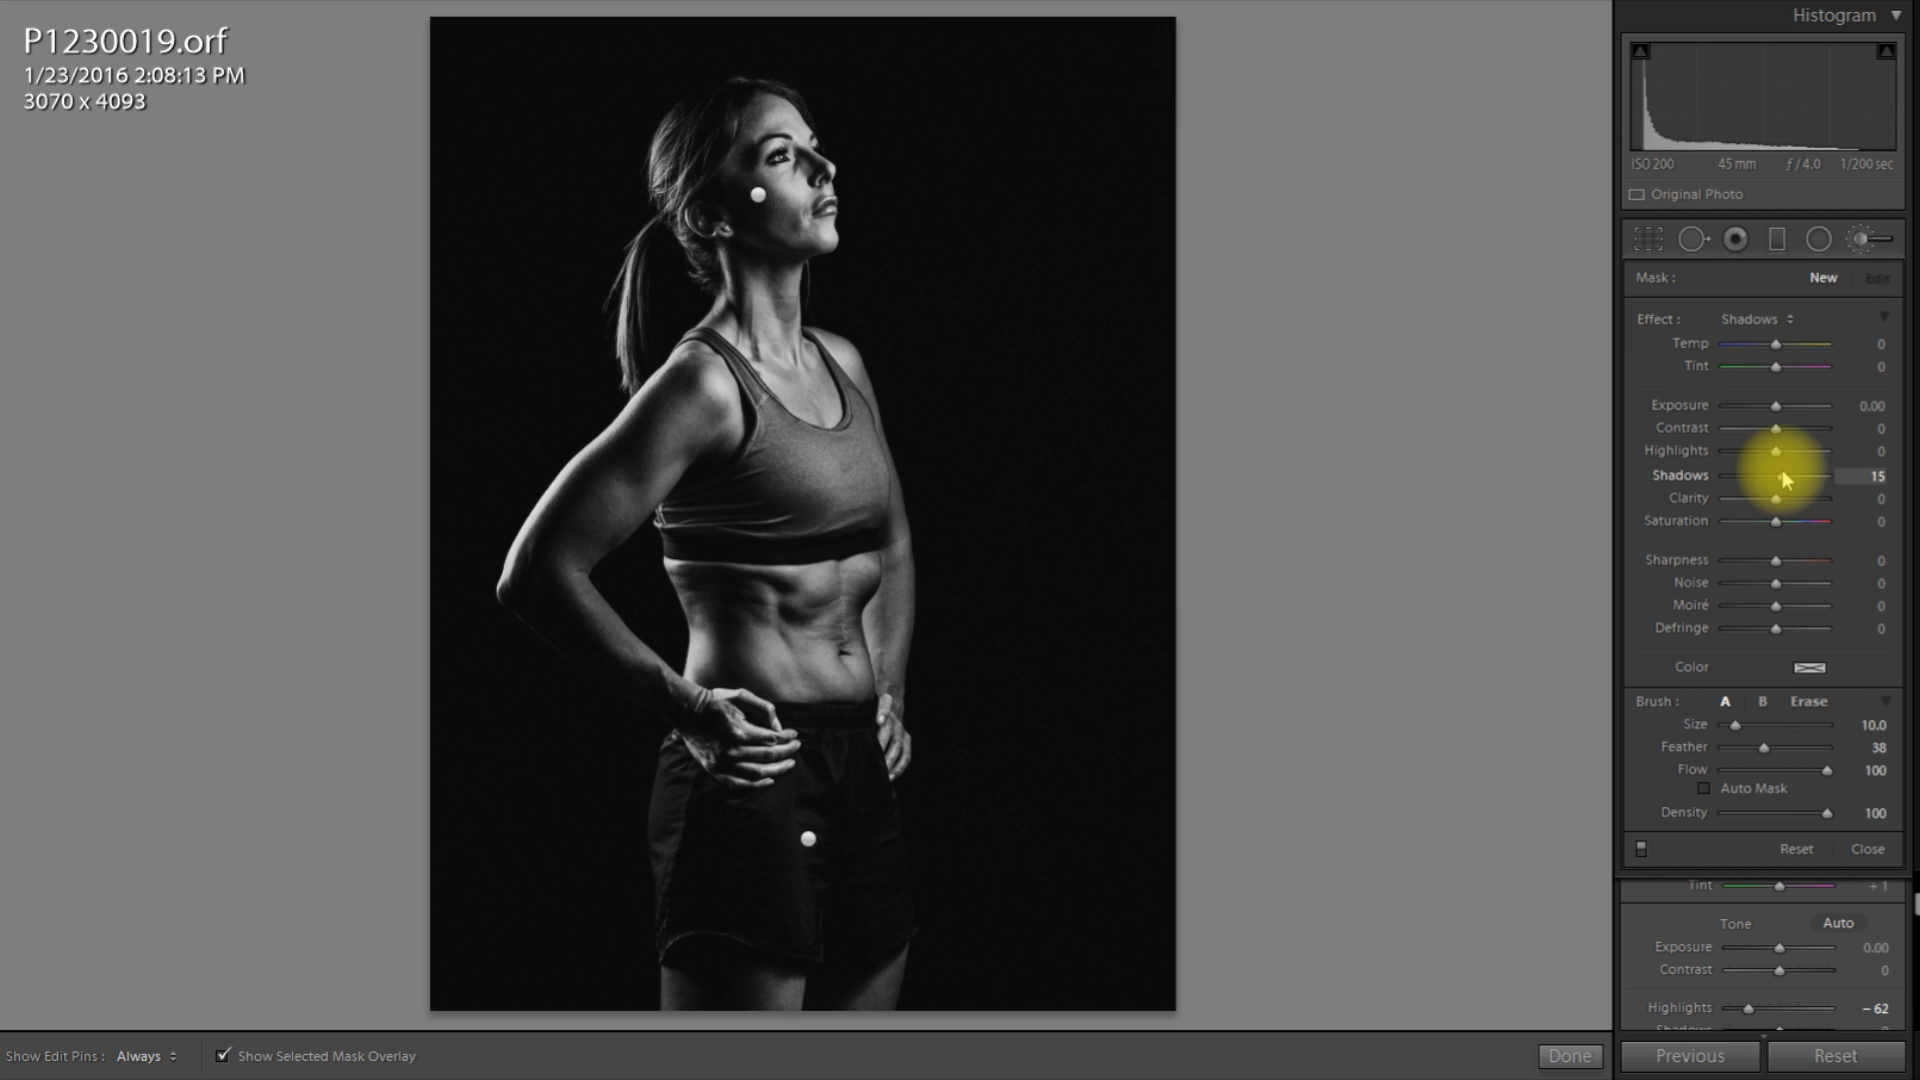 P1230019.orf
1/23/2016 2:08:13 PM
3070 x 4093
Histogram
ISO 200 45 mm ƒ / 4.0 1/200 sec
Original Photo
Mask : New Edit
Effect : Shadows
Temp 0
Tint 0
Exposure 0.00
Contrast 0
Highlights 0
Shadows 15
Clarity 0
Saturation 0
Sharpness 0
Noise 0
Moiré 0
Defringe 0
Color
Brush : A B Erase
Size 10.0
Feather 38
Flow 100
Auto Mask
Density 100
Reset Close
Tint + 1
Tone Auto
Exposure 0.00
Contrast 0
Highlights – 62
Shadows
Show Edit Pins : Always Show Selected Mask Overlay Done Previous Reset